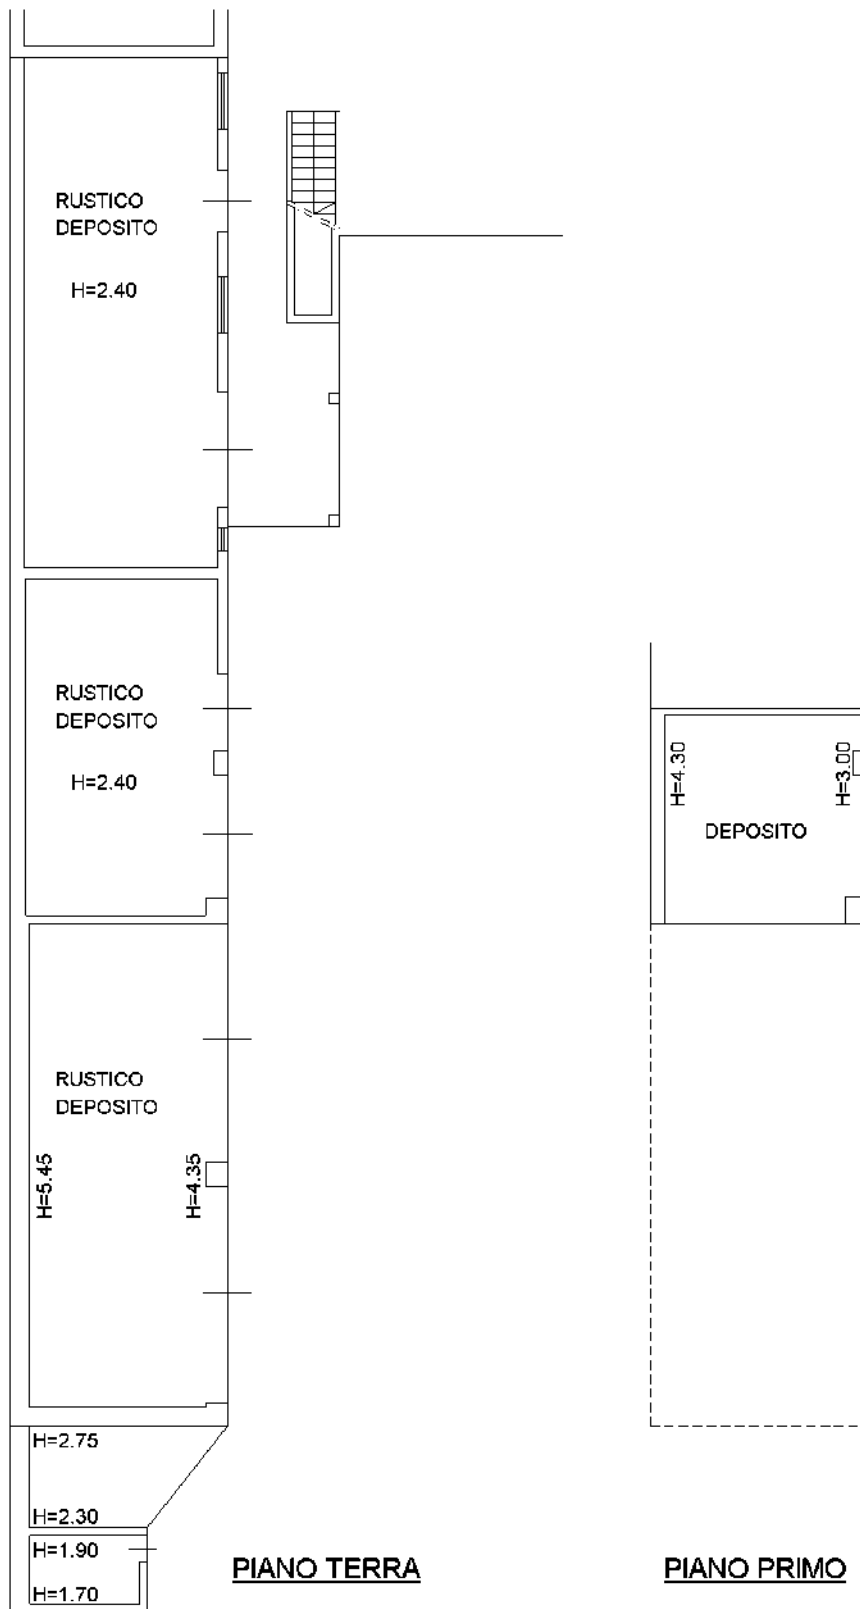 RUSTICO
DEPOSITO
H=2.40
RUSTICO
DEPOSITO
H=2.40
RUSTICO
DEPOSITO
H=5.45
H=4.35
H=2.75
H=2.30
H=1.90
H=1.70
PIANO TERRA
H=4.30
H=3.00
DEPOSITO
PIANO PRIMO